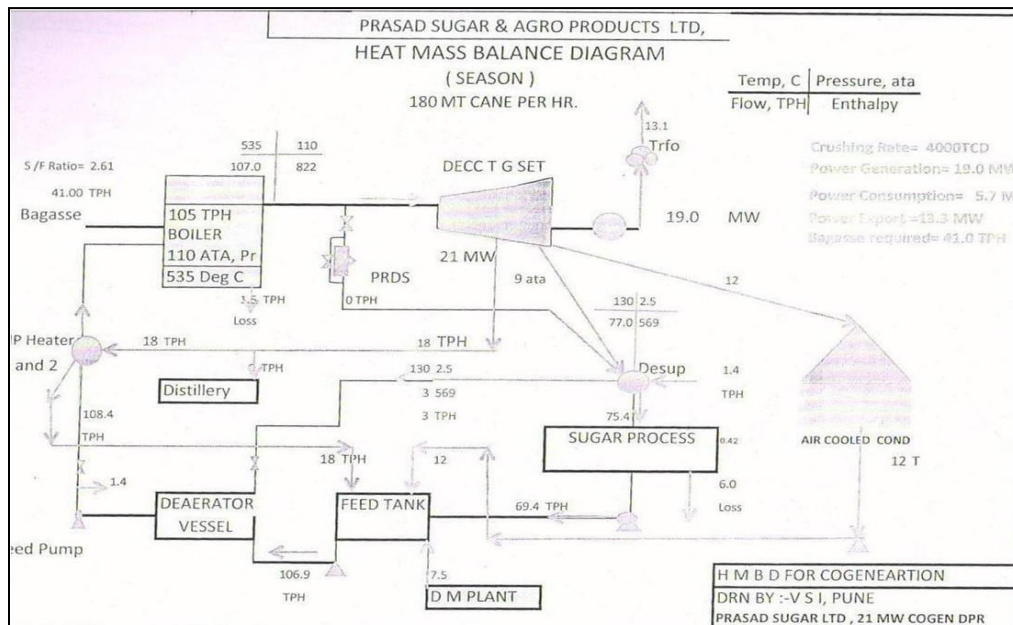 PRASAD SUGAR & AGRO PRODUCTS LTD,
HEAT MASS BALANCE DIAGRAM
( SEASON )
180 MT CANE PER HR.
Temp, C Pressure, ata
Flow, TPH Enthalpy
13.1
Trfo
Crushing Rate= 4000TCD
Power Generation= 19.0 MW
Power Consumption= 5.7 M
Power Export =13.3 MW
Bagasse required= 41.0 TPH
535 110
107.0 822
S/F Ratio= 2.61
41.00 TPH
Bagasse
DECC T G SET
105 TPH
BOILER
110 ATA, Pr
535 Deg C
19.0 MW
21 MW
9 ata
12
PRDS
0 TPH
TPH
Loss
130 2.5
77.0 569
P Heater
and 2
18 TPH
18 TPH
TPH
Desup
1.4
TPH
Distillery
130 2.5
3 569
3 TPH
108.4
TPH
75.4
SUGAR PROCESS
0.42
AIR COOLED COND
12 T
18 TPH
12
1.4
DEAERATOR
VESSEL
FEED TANK
69.4 TPH
6.0
Loss
eed Pump
106.9
TPH
7.5
D M PLANT
H M B D FOR COGENEARTION
DRN BY :-V S I, PUNE
PRASAD SUGAR LTD , 21 MW COGEN DPR